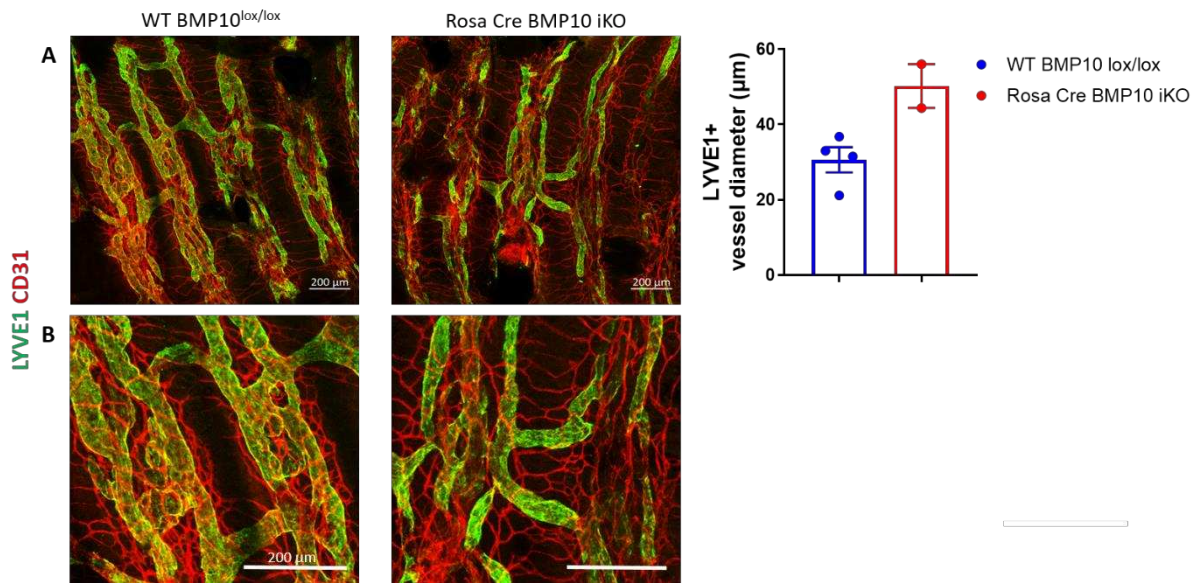 WT BMP10lox/lox
Rosa Cre BMP10 iKO
A
200 µm
200 µm
LYVE1 CD31
B
200 µm
LYVE1+
vessel diameter (µm)
60
40
20
0
WT BMP10 lox/lox
Rosa Cre BMP10 iKO